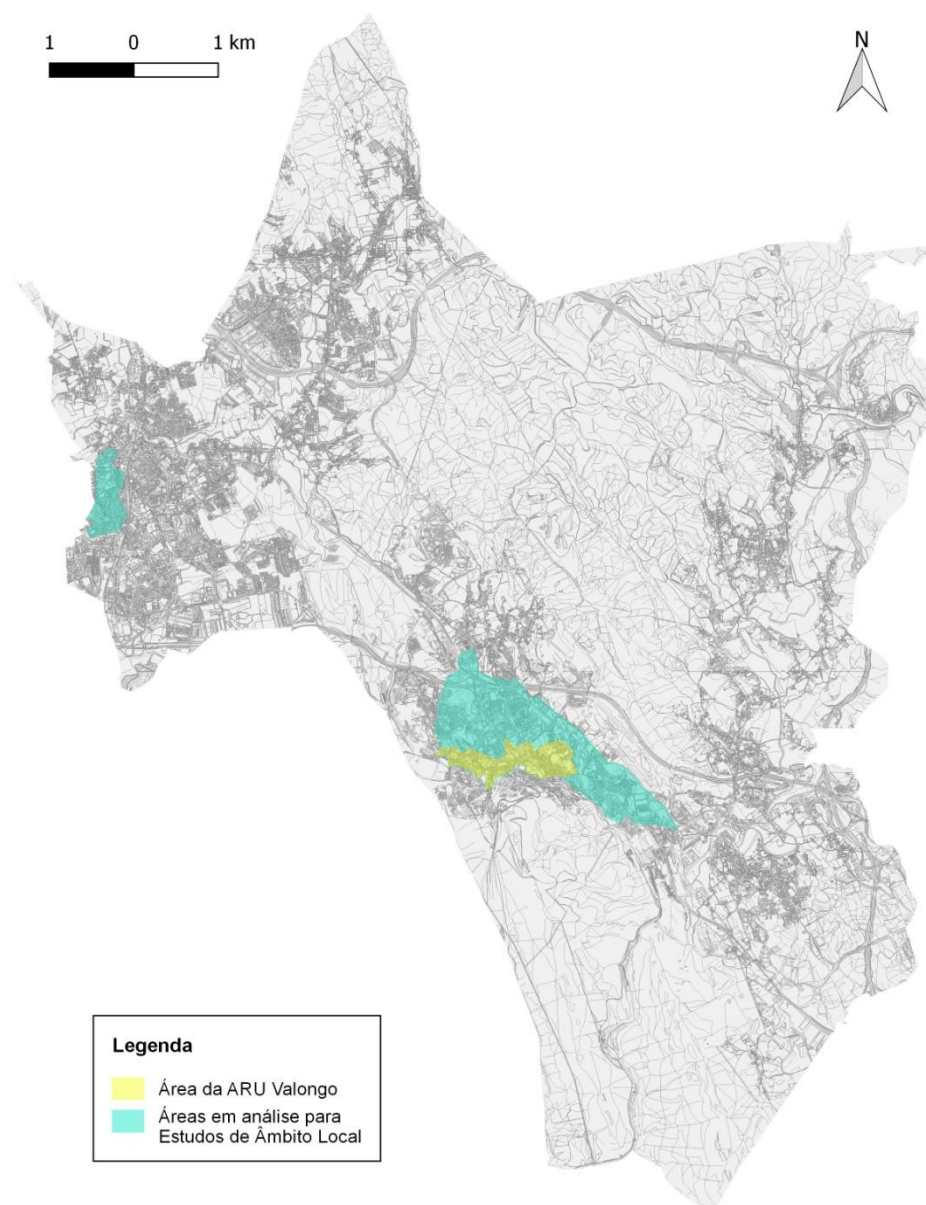 1 0 1 km
N
Legenda
Área da ARU Valongo
Áreas em análise para
Estudos de Âmbito Local